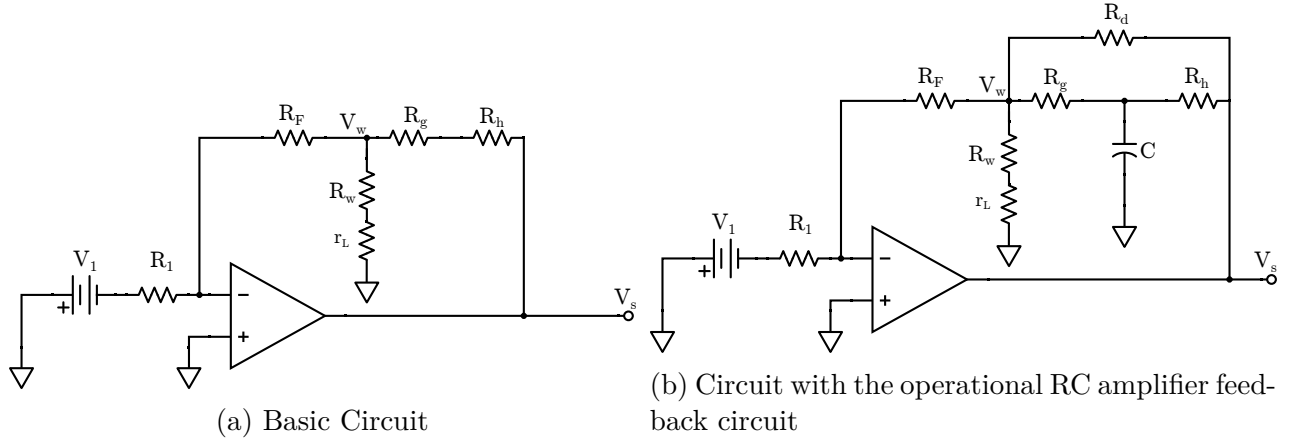 R_d
R_F V_w R_g R_h
R_w
r_L
C
V_1 R_1
+
−
+
V_s
(b) Circuit with the operational RC amplifier feed-
back circuit
R_F V_w R_g R_h
R_w
r_L
V_1 R_1
+
−
+
V_s
(a) Basic Circuit